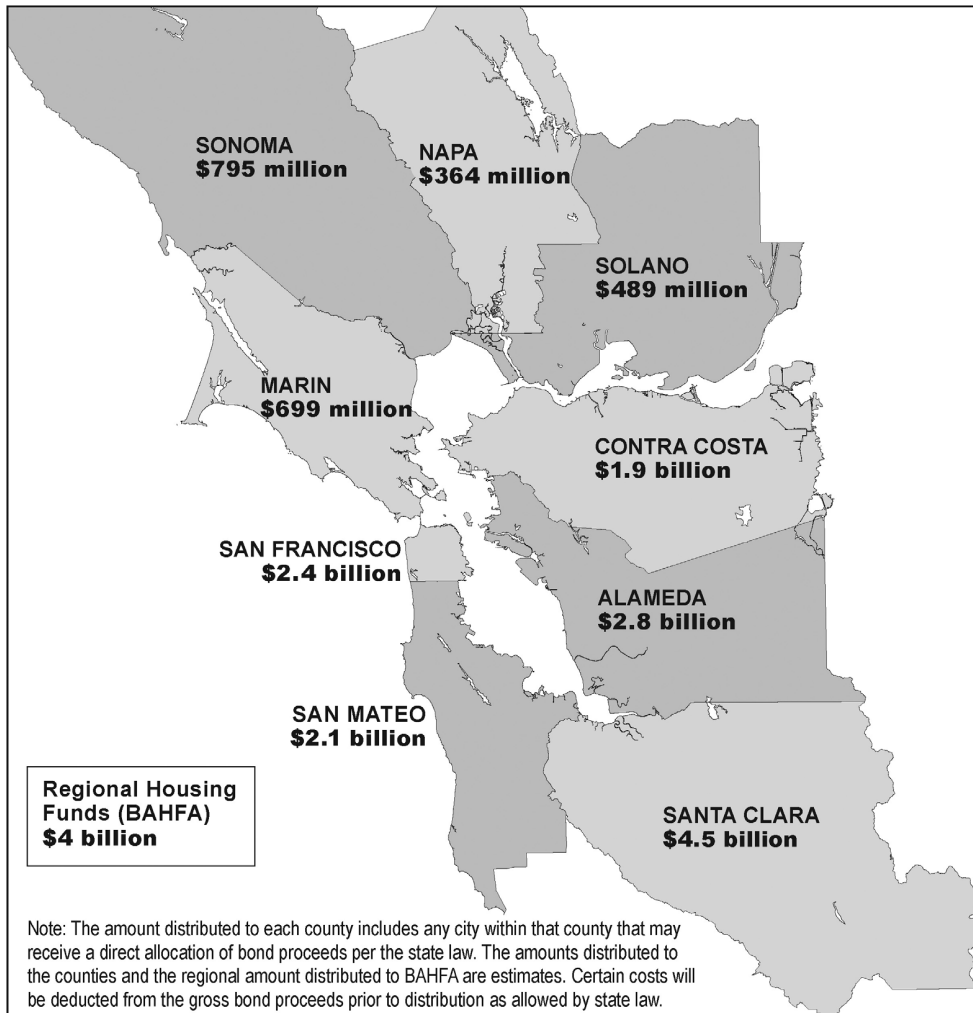 SONOMA
$795 million
NAPA
$364 million
SOLANO
$489 million
MARIN
$699 million
CONTRA COSTA
$1.9 billion
SAN FRANCISCO
$2.4 billion
ALAMEDA
$2.8 billion
SAN MATEO
$2.1 billion
SANTA CLARA
$4.5 billion
Regional Housing
Funds (BAHFA)
$4 billion
Note: The amount distributed to each county includes any city within that county that may
receive a direct allocation of bond proceeds per the state law. The amounts distributed to
the counties and the regional amount distributed to BAHFA are estimates. Certain costs will
be deducted from the gross bond proceeds prior to distribution as allowed by state law.